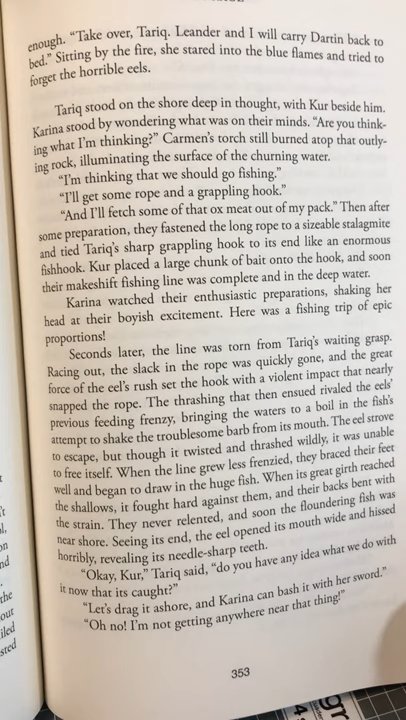 enough. “Take over, Tariq. Leander and I will carry Dartin back to
bed.” Sitting by the fire, she stared into the blue flames and tried to
forget the horrible eels.
Tariq stood on the shore deep in thought, with Kur beside him.
Karina stood by wondering what was on their minds. “Are you think-
ing what I’m thinking?” Carmen’s torch still burned atop that outly-
ing rock, illuminating the surface of the churning water.
“I’m thinking that we should go fishing.”
“I’ll get some rope and a grappling hook.”
“And I’ll fetch some of that ox meat out of my pack.” Then after
some preparation, they fastened the long rope to a sizeable stalagmite
and tied Tariq’s sharp grappling hook to its end like an enormous
fishhook. Kur placed a large chunk of bait onto the hook, and soon
their makeshift fishing line was complete and in the deep water.
Karina watched their enthusiastic preparations, shaking her
head at their boyish excitement. Here was a fishing trip of epic
proportions!
Seconds later, the line was torn from Tariq’s waiting grasp.
Racing out, the slack in the rope was quickly gone, and the great
force of the eel’s rush set the hook with a violent impact that nearly
snapped the rope. The thrashing that then ensued rivaled the eels’
previous feeding frenzy, bringing the waters to a boil in the fish’s
attempt to shake the troublesome barb from its mouth. The eel strove
to escape, but though it twisted and thrashed wildly, it was unable
to free itself. When the line grew less frenzied, they braced their feet
well and began to draw in the huge fish. When its great girth reached
the shallows, it fought hard against them, and their backs bent with
the strain. They never relented, and soon the floundering fish was
near shore. Seeing its end, the eel opened its mouth wide and hissed
horribly, revealing its needle-sharp teeth.
“Okay, Kur,” Tariq said, “do you have any idea what we do with
it now that its caught?”
“Let’s drag it ashore, and Karina can bash it with her sword.”
“Oh no! I’m not getting anywhere near that thing!”
353